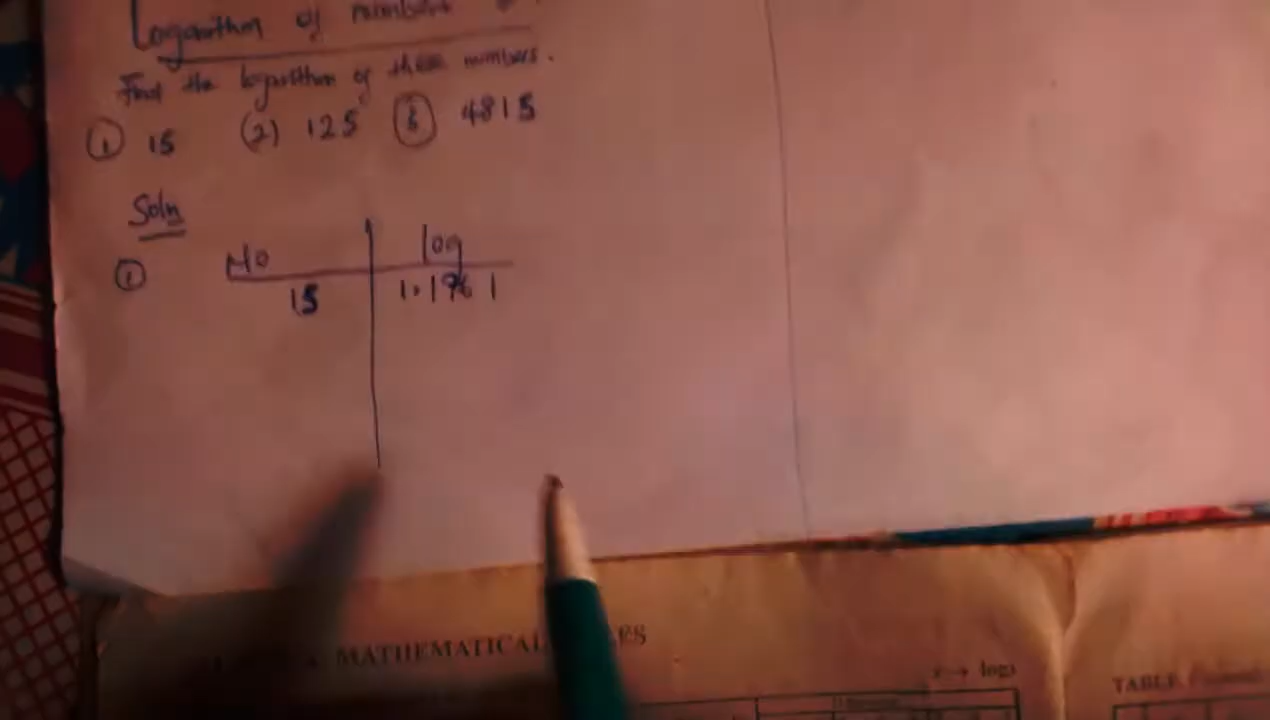 Logarithm of numbers
Find the logarithm of these numbers.
① 15 (2) 125 ③ 4815
Soln
① No log
15 1.1761
MATHEMATICAL
x → logx
TABLE